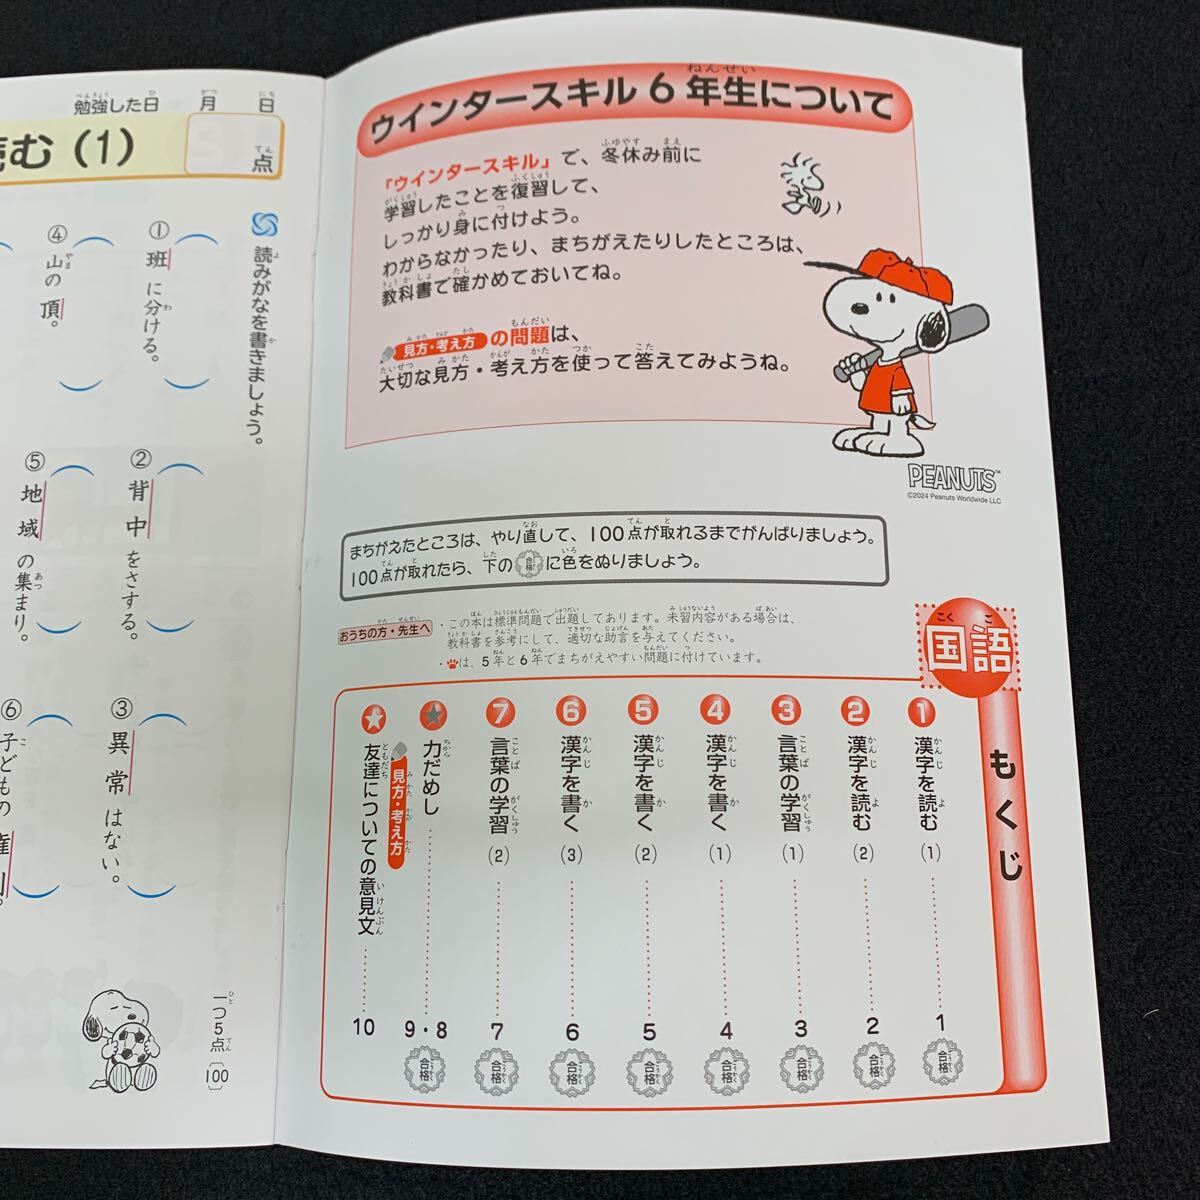 ウインタースキル 6年生について
「ウインタースキル」で、冬休み前に
学習したことを復習して、
しっかり身に付けよう。
わからなかったり、まちがえたりしたところは、
教科書で確かめておいてね。
見方・考え方の問題は、
大切な見方・考え方を使って答えてみようね。
PEANUTS™
©2024 Peanuts Worldwide LLC
まちがえたところは、やり直して、100点が取れるまでがんばりましょう。
100点が取れたら、下の合格に色をぬりましょう。
おうちの方・先生へ
・この本は標準問題で出題してあります。未習内容がある場合は、
教科書を参考にして、適切な助言を与えてください。
・は、5年と6年でまちがえやすい問題に付けています。
国語
もくじ
1 漢字を読む(1) 1 合格
2 漢字を読む(2) 2 合格
3 言葉の学習(1) 3 合格
4 漢字を書く(1) 4 合格
5 漢字を書く(2) 5 合格
6 漢字を書く(3) 6 合格
7 言葉の学習(2) 7 合格
★ 力だめし 9・8 合格
★ 見方・考え方 友達についての意見文 10
勉強した日 月 日
読む(1)
点
読みがなを書きましょう。
①班に分ける。
②背中をさする。
③異常はない。
④山の頂。
⑤地域の集まり。
⑥子どもの権利。
一つ5点
100